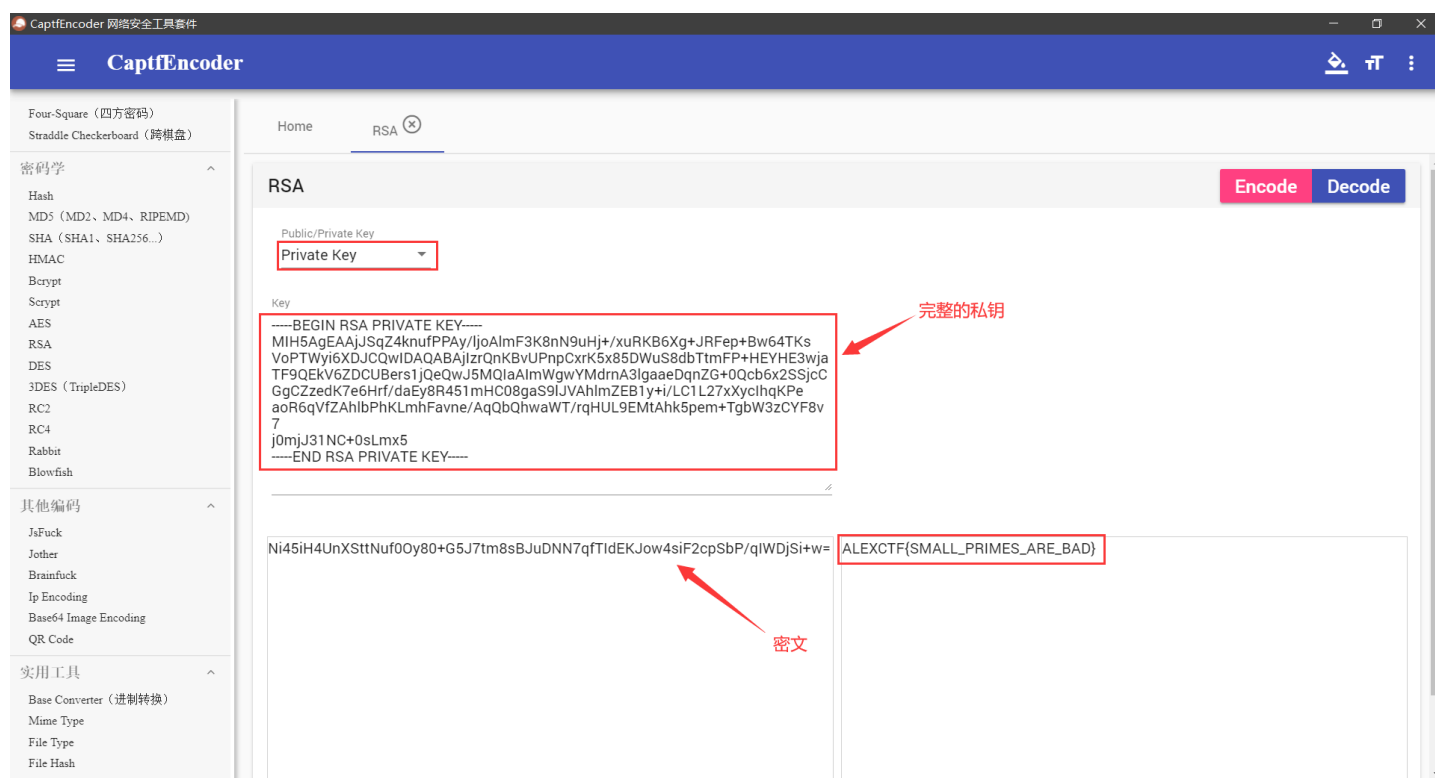 CaptfEncoder 网络安全工具套件
CaptfEncoder
Four-Square（四方密码）
Straddle Checkerboard（跨棋盘）
密码学
Hash
MD5（MD2、MD4、RIPEMD)
SHA（SHA1、SHA256...）
HMAC
Bcrypt
Scrypt
AES
RSA
DES
3DES（TripleDES）
RC2
RC4
Rabbit
Blowfish
其他编码
JsFuck
Jother
Brainfuck
Ip Encoding
Base64 Image Encoding
QR Code
实用工具
Base Converter（进制转换）
Mime Type
File Type
File Hash
Home
RSA
RSA
Encode
Decode
Public/Private Key
Private Key
Key
-----BEGIN RSA PRIVATE KEY-----
MIH5AgEAAjJSqZ4knufPPAy/ljoAlmF3K8nN9uHj+/xuRKB6Xg+JRFep+Bw64TKs
VoPTWyi6XDJCQwIDAQABAjIzrQnKBvUPnpCxrK5x85DWuS8dbTtmFP+HEYHE3wja
TF9QEkV6ZDCUBers1jQeQwJ5MQIaAImWgwYMdrnA3lgaaeDqnZG+0Qcb6x2SSjcC
GgCZzedK7e6Hrf/daEy8R451mHC08gaS9lJVAhlmZEB1y+i/LC1L27xXycIhqKPe
aoR6qVfZAhlbPhKLmhFavne/AqQbQhwaWT/rqHUL9EMtAhk5pem+TgbW3zCYF8v
7
j0mjJ31NC+0sLmx5
-----END RSA PRIVATE KEY-----
完整的私钥
Ni45iH4UnXSttNuf0Oy80+G5J7tm8sBJuDNN7qfTIdEKJow4siF2cpSbP/qIWDjSi+w=
ALEXCTF{SMALL_PRIMES_ARE_BAD}
密文